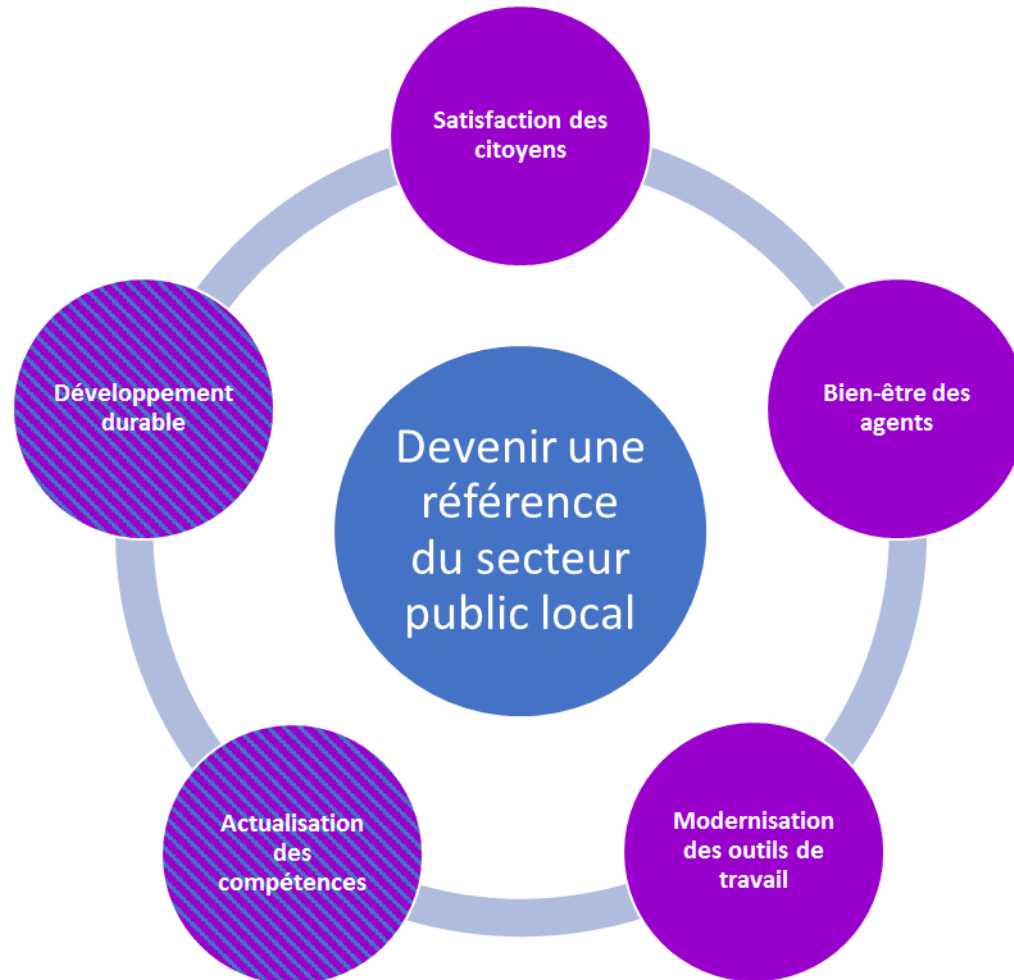 Satisfaction des
citoyens
Bien-être des
agents
Modernisation
des outils de
travail
Actualisation
des
compétences
Développement
durable
Devenir une
référence
du secteur
public local